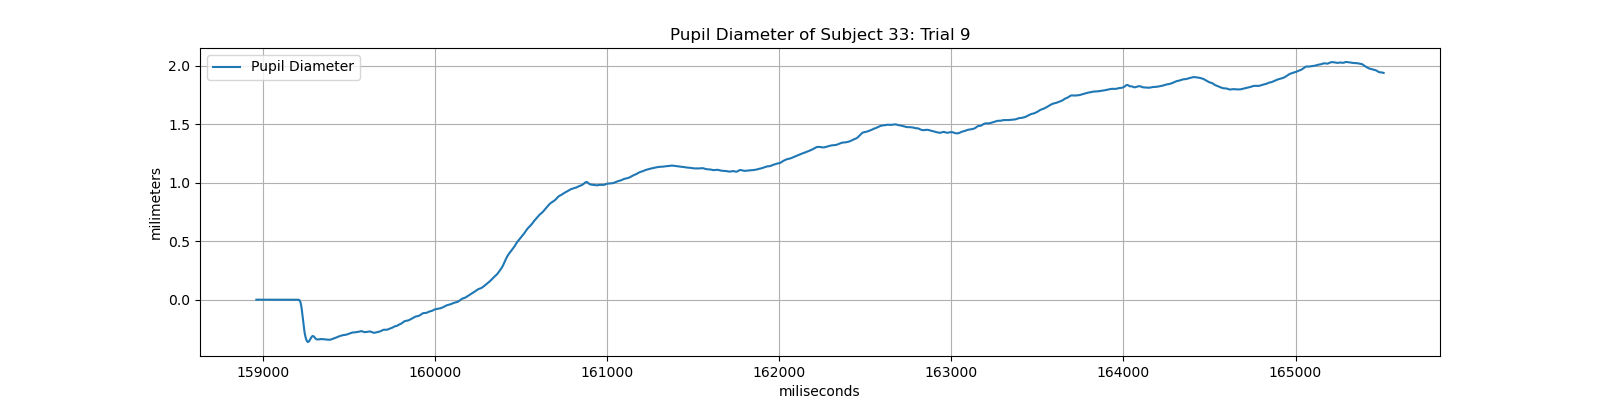 Pupil Diameter of Subject 33: Trial 9
Pupil Diameter
2.0
1.5
1.0
0.5
0.0
milimeters
159000 160000 161000 162000 163000 164000 165000
miliseconds